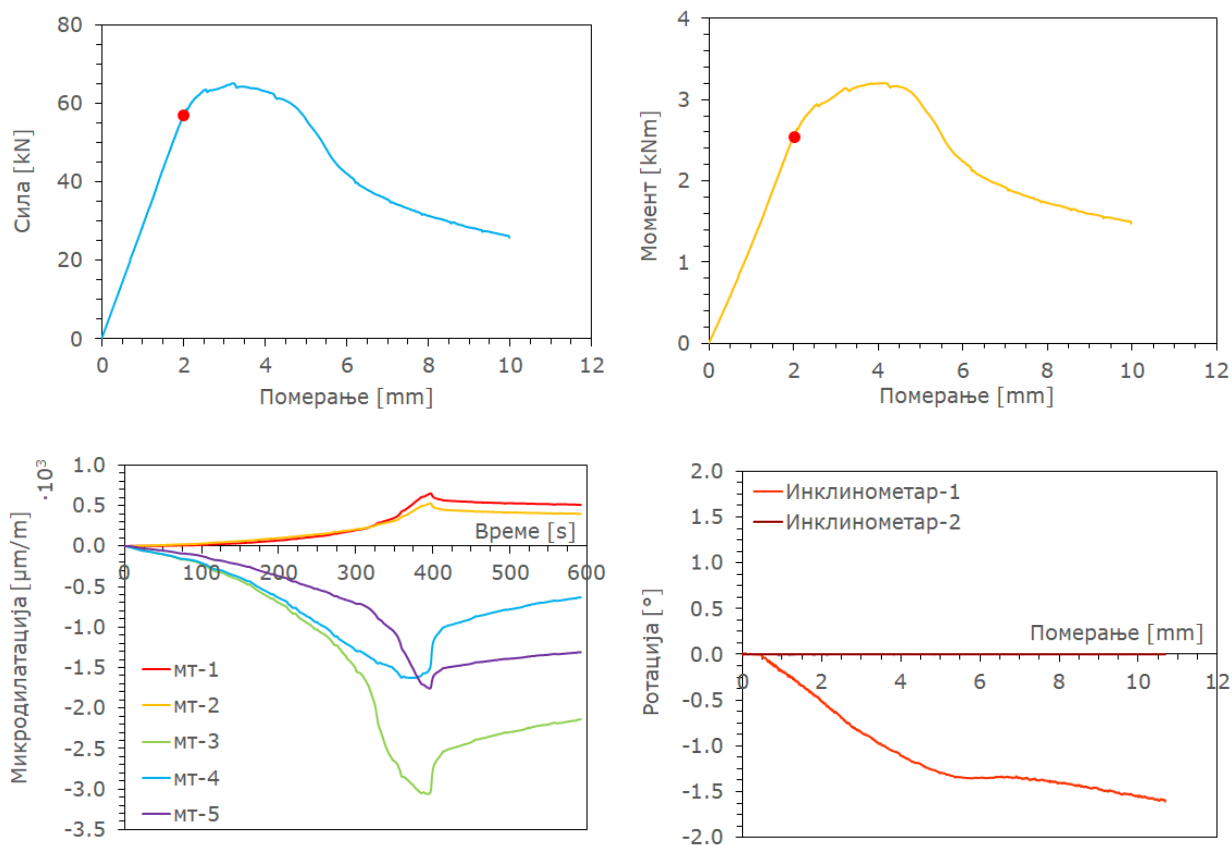 80
60
40
20
0
Сила [kN]
0 2 4 6 8 10 12
Померање [mm]
4
3
2
1
0
Момент [kNm]
0 2 4 6 8 10 12
Померање [mm]
·10³
1.0
0.5
0.0
-0.5
-1.0
-1.5
-2.0
-2.5
-3.0
-3.5
Микродилатација [μm/m]
Време [s]
0 100 200 300 400 500 600
мт-1
мт-2
мт-3
мт-4
мт-5
2.0
1.5
1.0
0.5
0.0
-0.5
-1.0
-1.5
-2.0
Ротација [°]
Инклинометар-1
Инклинометар-2
Померање [mm]
0 2 4 6 8 10 12